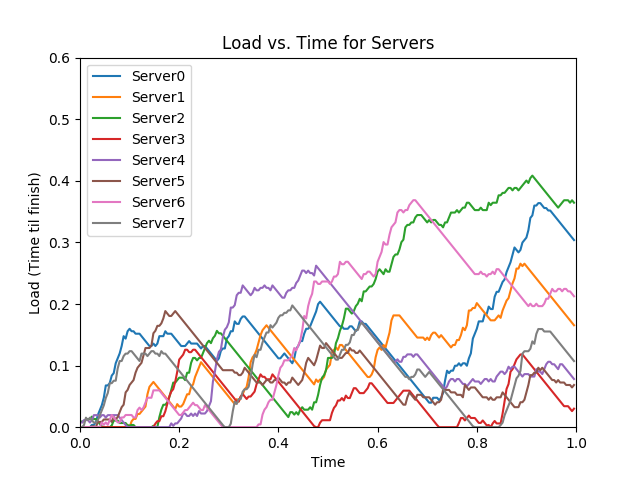 Load vs. Time for Servers
Load (Time til finish)
0.6
0.5
0.4
0.3
0.2
0.1
0.0
Server0
Server1
Server2
Server3
Server4
Server5
Server6
Server7
0.0 0.2 0.4 0.6 0.8 1.0
Time